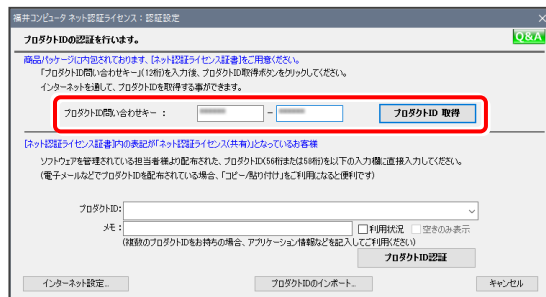 福井コンピュータ ネット認証ライセンス：認証設定
プロダクトIDの認証を行います。
Q&A
商品パッケージに内包されております、[ネット認証ライセンス証書]をご用意ください。
「プロダクトID問い合わせキー」(12桁)を入力後、プロダクトID取得ボタンをクリックしてください。
インターネットを通して、プロダクトIDを取得する事ができます。
プロダクトID問い合わせキー ：
－
プロダクトID 取得
[ネット認証ライセンス証書]内の表記が「ネット認証ライセンス(共有)」となっているお客様
ソフトウェアを管理されている担当者様より配布された、プロダクトID(56桁または58桁)を以下の入力欄に直接入力してください。
(電子メールなどでプロダクトIDを配布されている場合、「コピー/貼り付け」をご利用になると便利です)
プロダクトID:
メモ：
利用状況 空きのみ表示
(複数のプロダクトIDをお持ちの場合、アプリケーション情報などを記入してご利用ください)
プロダクトID認証
インターネット設定... プロダクトIDのインポート... キャンセル